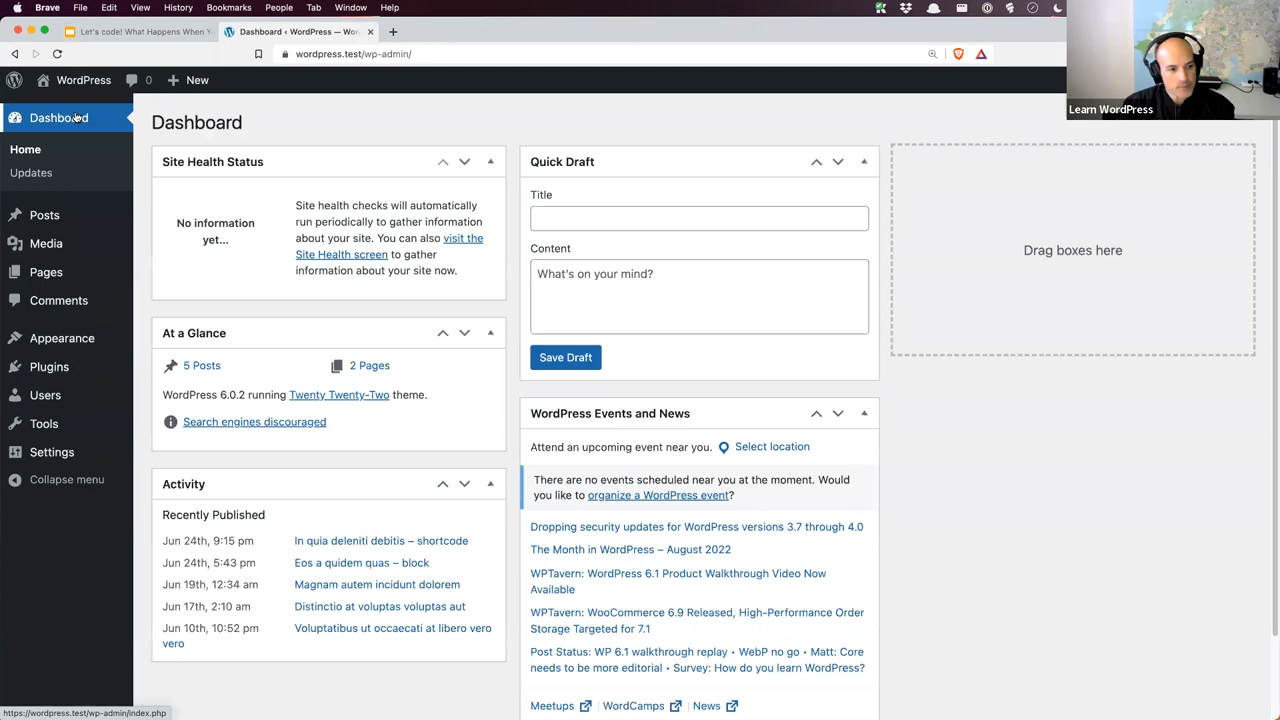 Brave File Edit View History Bookmarks People Tab Window Help
Let's code! What Happens When Y
Dashboard ‹ WordPress — Wor
wordpress.test/wp-admin/
WordPress 0 New
Learn WordPress
Dashboard
Home
Updates
Posts
Media
Pages
Comments
Appearance
Plugins
Users
Tools
Settings
Collapse menu
Dashboard
Site Health Status
No information
yet...
Site health checks will automatically
run periodically to gather information
about your site. You can also visit the
Site Health screen to gather
information about your site now.
At a Glance
5 Posts 2 Pages
WordPress 6.0.2 running Twenty Twenty-Two theme.
Search engines discouraged
Activity
Recently Published
Jun 24th, 9:15 pm In quia deleniti debitis – shortcode
Jun 24th, 5:43 pm Eos a quidem quas – block
Jun 19th, 12:34 am Magnam autem incidunt dolorem
Jun 17th, 2:10 am Distinctio at voluptas voluptas aut
Jun 10th, 10:52 pm Voluptatibus ut occaecati at libero vero
vero
Quick Draft
Title
Content
What's on your mind?
Save Draft
WordPress Events and News
Attend an upcoming event near you. Select location
There are no events scheduled near you at the moment. Would
you like to organize a WordPress event?
Dropping security updates for WordPress versions 3.7 through 4.0
The Month in WordPress – August 2022
WPTavern: WordPress 6.1 Product Walkthrough Video Now
Available
WPTavern: WooCommerce 6.9 Released, High-Performance Order
Storage Targeted for 7.1
Post Status: WP 6.1 walkthrough replay • WebP no go • Matt: Core
needs to be more editorial • Survey: How do you learn WordPress?
Meetups | WordCamps | News
Drag boxes here
https://wordpress.test/wp-admin/index.php